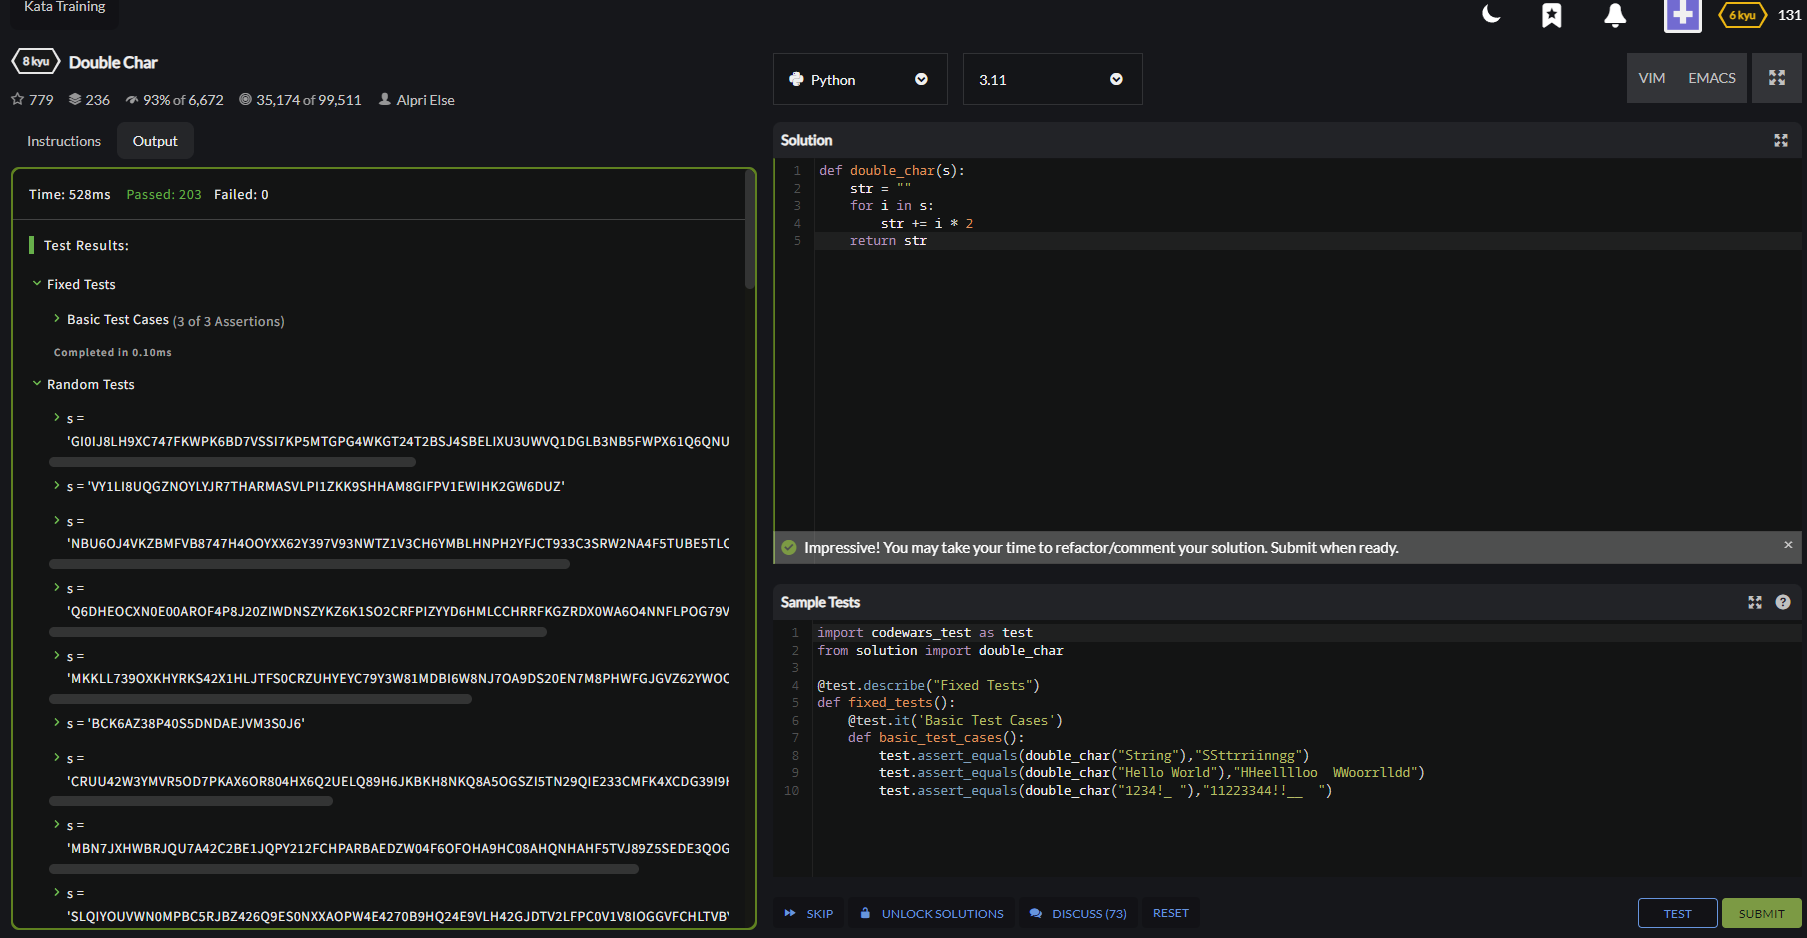 Kata Training
6 kyu 131
8 kyu Double Char
779 236 93% of 6,672 35,174 of 99,511 Alpri Else
Instructions Output
Time: 528ms Passed: 203 Failed: 0
Test Results:
Fixed Tests
Basic Test Cases (3 of 3 Assertions)
Completed in 0.10ms
Random Tests
s =
'GI0IJ8LH9XC747FKWPK6BD7VSSI7KP5MTGPG4WKGT24T2BSJ4SBELIXU3UWVQ1DGLB3NB5FWPX61Q6QNU
s = 'VY1LI8UQGZNOYLYJR7THARMASVLPI1ZKK9SHHAM8GIFPV1EWIHK2GW6DUZ'
s =
'NBU6OJ4VKZBMFVB8747H4OOYXX62Y397V93NWTZ1V3CH6YMBLHNPH2YFJCT933C3SRW2NA4F5TUBE5TLC
s =
'Q6DHEOCXN0E00AROF4P8J20ZIWDNSZYKZ6K1SO2CRFPIZYYD6HMLCCHRRFKGZRDX0WA6O4NNFLPOG79V
s =
'MKKLL739OXKHYRKS42X1HLJTFS0CRZUHYEYC79Y3W81MDBI6W8NJ7OA9DS20EN7M8PHWFGJGVZ62YWOC
s = 'BCK6AZ38P40S5DNDAEJVM3S0J6'
s =
'CRUU42W3YMVR5OD7PKAX6OR804HX6Q2UELQ89H6JKBKH8NKQ8A5OGSZI5TN29QIE233CMFK4XCDG39I9H
s =
'MBN7JXHWBRJQU7A42C2BE1JQPY212FCHPARBAEDZW04F6OFOHA9HC08AHQNHAHF5TVJ89Z5SEDE3QOG
s =
'SLQIYOUVWN0MPBC5RJBZ426Q9ES0NXXAOPW4E4270B9HQ24E9VLH42GJDTV2LFPC0V1V8IOGGVFCHLTVBY
Python 3.11 VIM EMACS
Solution
1 def double_char(s):
2     str = ""
3     for i in s:
4         str += i * 2
5     return str
Impressive! You may take your time to refactor/comment your solution. Submit when ready. ×
Sample Tests ?
1 import codewars_test as test
2 from solution import double_char
3
4 @test.describe("Fixed Tests")
5 def fixed_tests():
6     @test.it('Basic Test Cases')
7     def basic_test_cases():
8         test.assert_equals(double_char("String"),"SSttrriinngg")
9         test.assert_equals(double_char("Hello World"),"HHeelllloo  WWoorrlldd")
10         test.assert_equals(double_char("1234!_ "),"11223344!!__  ")
SKIP UNLOCK SOLUTIONS DISCUSS (73) RESET TEST SUBMIT